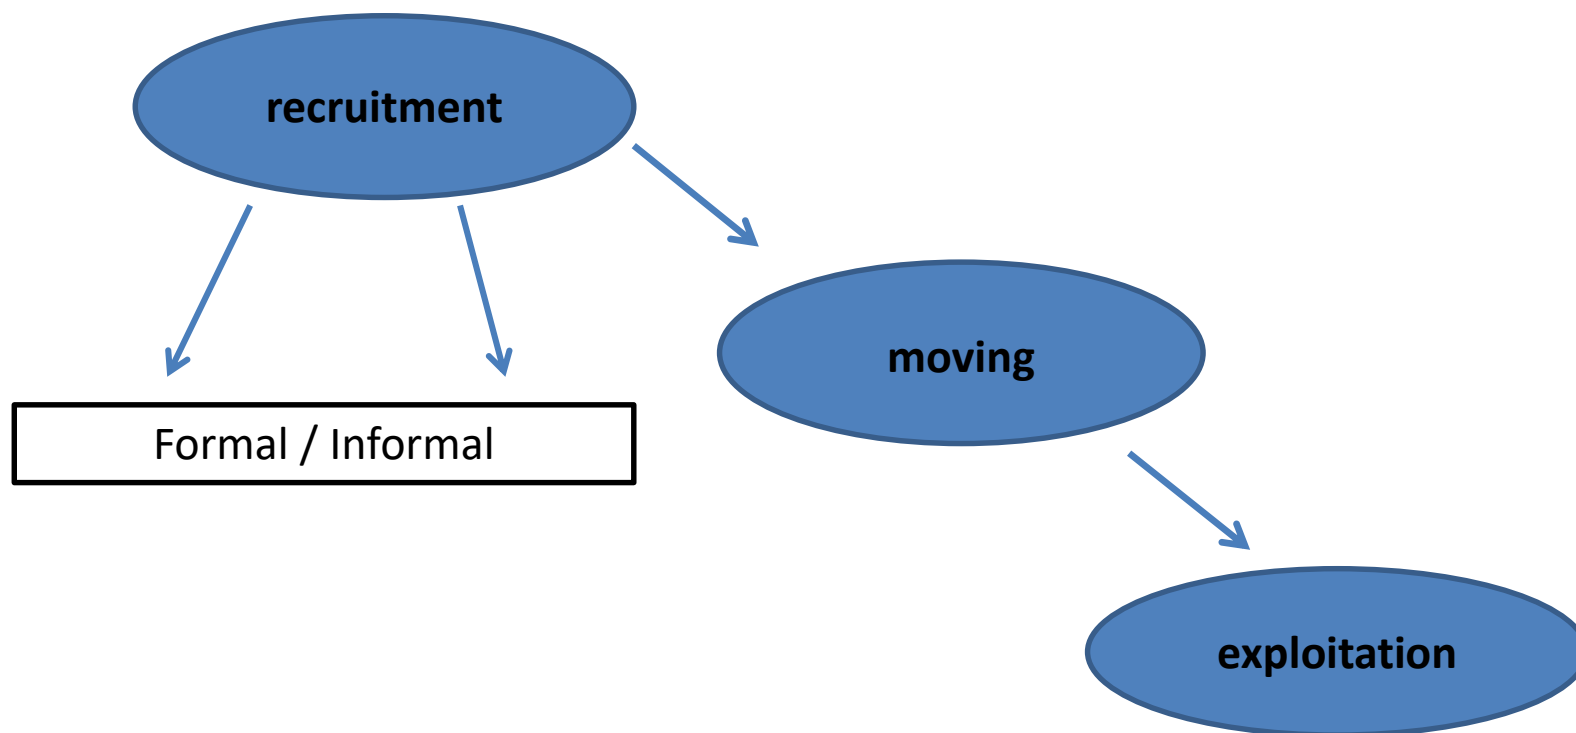 recruitment
moving
Formal / Informal
exploitation